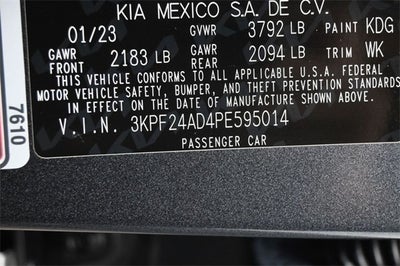 KIA MEXICO S.A. DE C.V.
01/23 GVWR 3792 LB PAINT KDG
GAWR FRONT 2183 LB GAWR REAR 2094 LB TRIM WK
THIS VEHICLE CONFORMS TO ALL APPLICABLE U.S.A. FEDERAL
MOTOR VEHICLE SAFETY, BUMPER, AND THEFT PREVENTION STANDARDS
IN EFFECT ON THE DATE OF MANUFACTURE SHOWN ABOVE.
V.I.N. 3KPF24AD4PE595014
PASSENGER CAR
7610